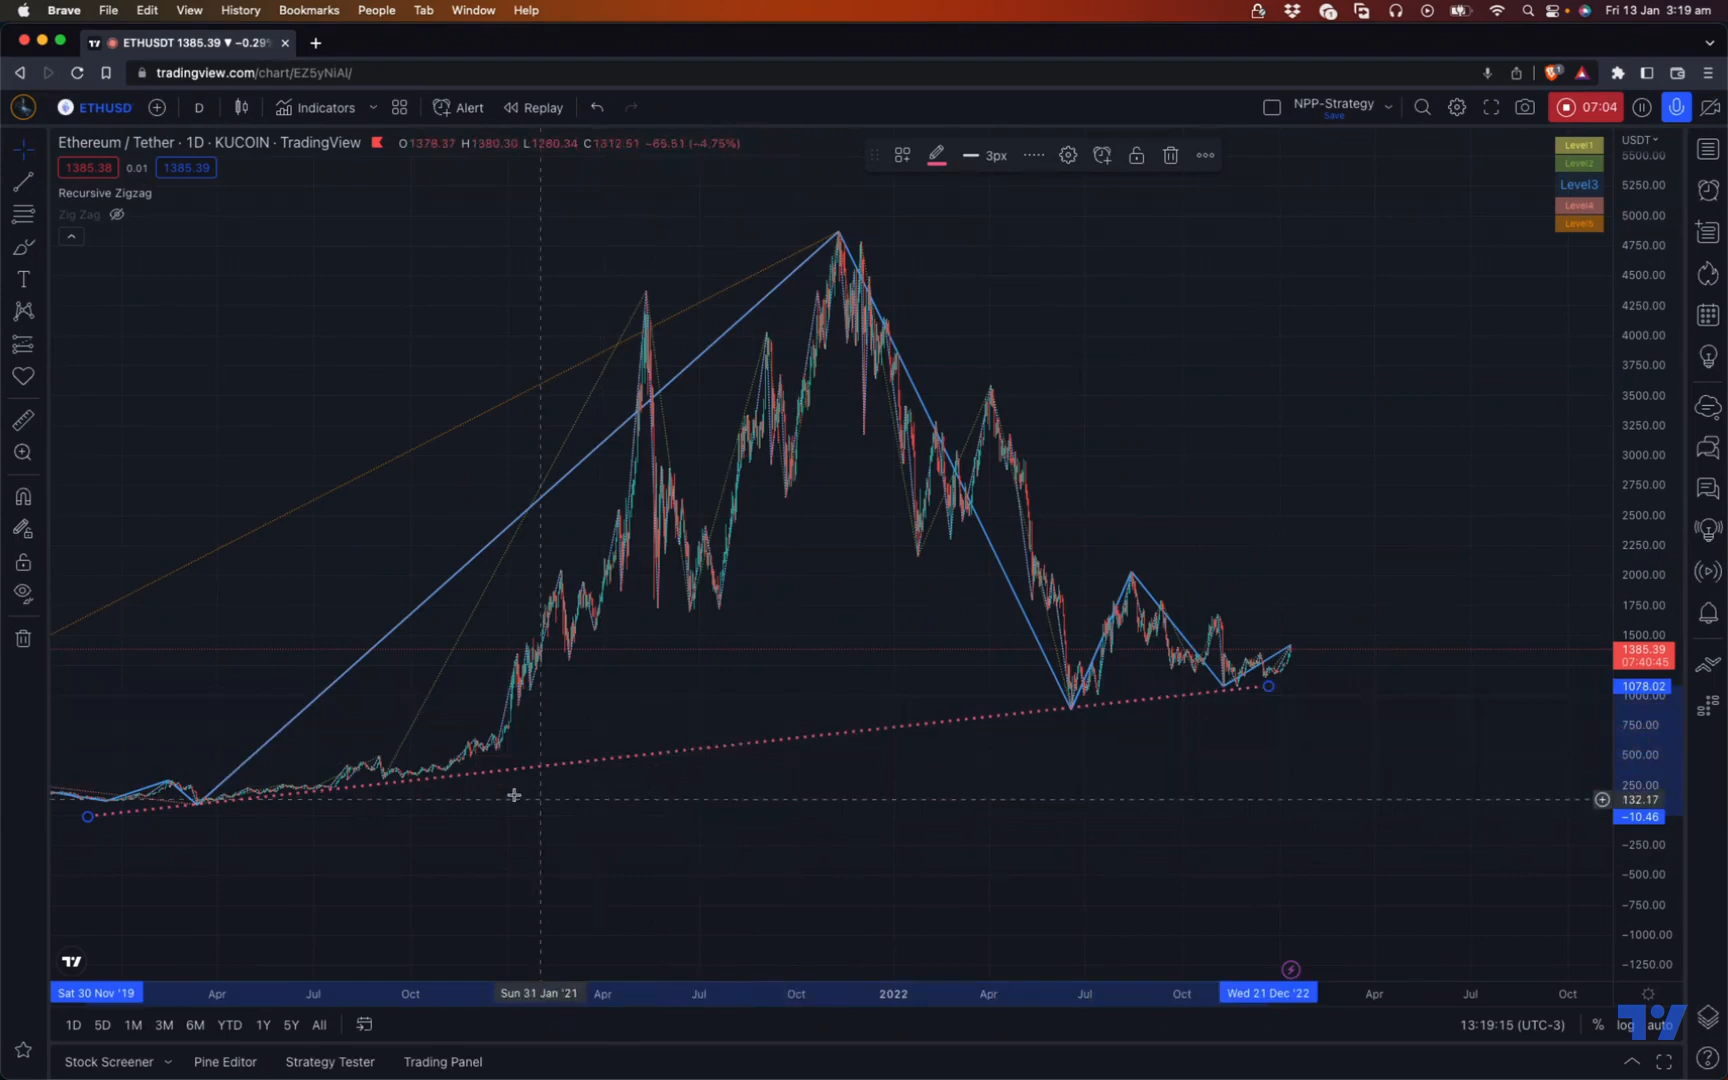 Brave File Edit View History Bookmarks People Tab Window Help
Fri 13 Jan 3:19 am
ETHUSDT 1385.39 ▼ −0.29%
tradingview.com/chart/EZ5yNiAI/
ETHUSD D Indicators Alert Replay
NPP-Strategy
Save
07:04
Ethereum / Tether · 1D · KUCOIN · TradingView O1378.37 H1380.30 L1280.34 C1312.51 −65.51 (−4.75%)
1385.38 0.01 1385.39
Recursive Zigzag
Zig Zag
3px
Level1
Level2
Level3
Level4
Level5
USDT
5500.00
5250.00
5000.00
4750.00
4500.00
4250.00
4000.00
3750.00
3500.00
3250.00
3000.00
2750.00
2500.00
2250.00
2000.00
1750.00
1500.00
1385.39
07:40:45
1078.02
1000.00
750.00
500.00
250.00
132.17
−10.46
−250.00
−500.00
−750.00
−1000.00
−1250.00
Sat 30 Nov '19 Apr Jul Oct Sun 31 Jan '21 Apr Jul Oct 2022 Apr Jul Oct Wed 21 Dec '22 Apr Jul Oct
1D 5D 1M 3M 6M YTD 1Y 5Y All
13:19:15 (UTC-3) % log auto
Stock Screener Pine Editor Strategy Tester Trading Panel